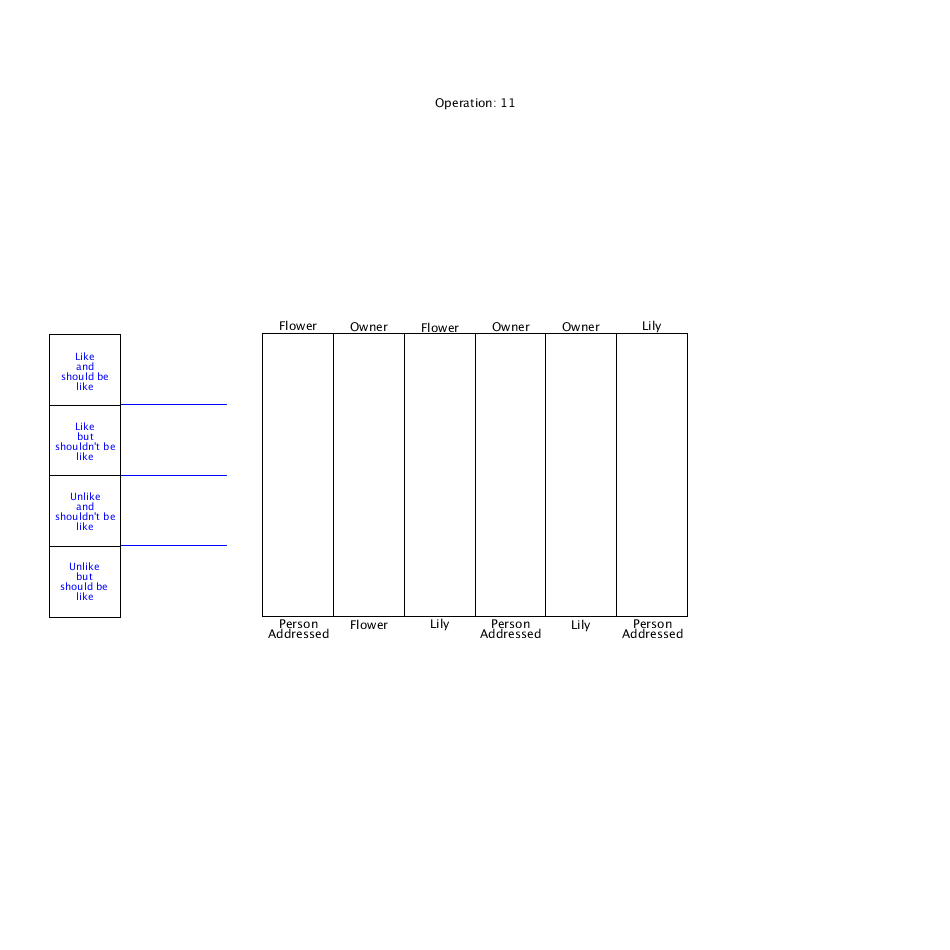 Operation: 11
Flower Owner Flower Owner Owner Lily
Like
and
should be
like
Like
but
shouldn't be
like
Unlike
and
shouldn't be
like
Unlike
but
should be
like
Person Addressed
Flower
Lily
Person Addressed
Lily
Person Addressed